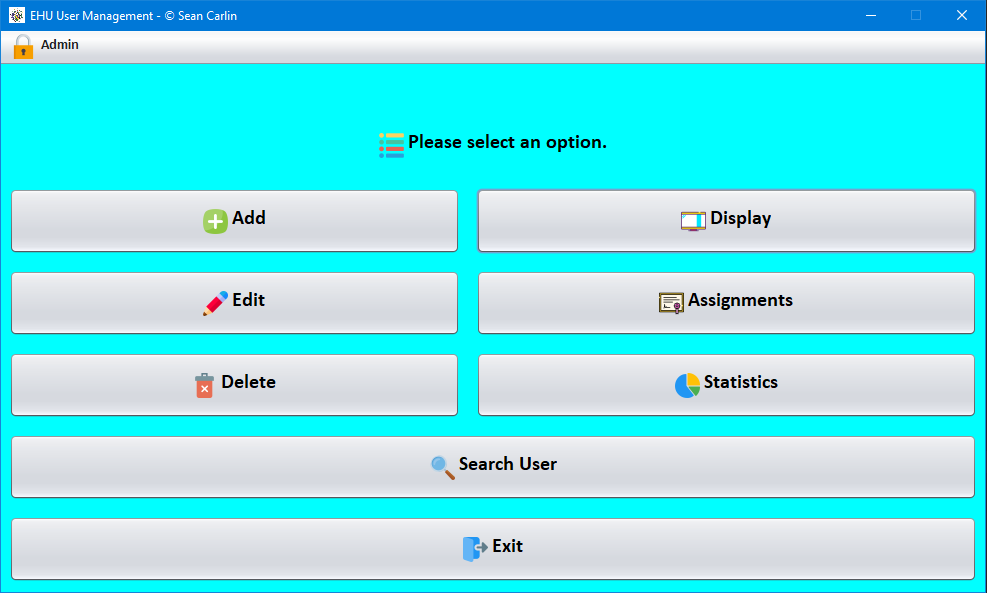 EHU User Management - © Sean Carlin
Admin
Please select an option.
Add
Display
Edit
Assignments
Delete
Statistics
Search User
Exit